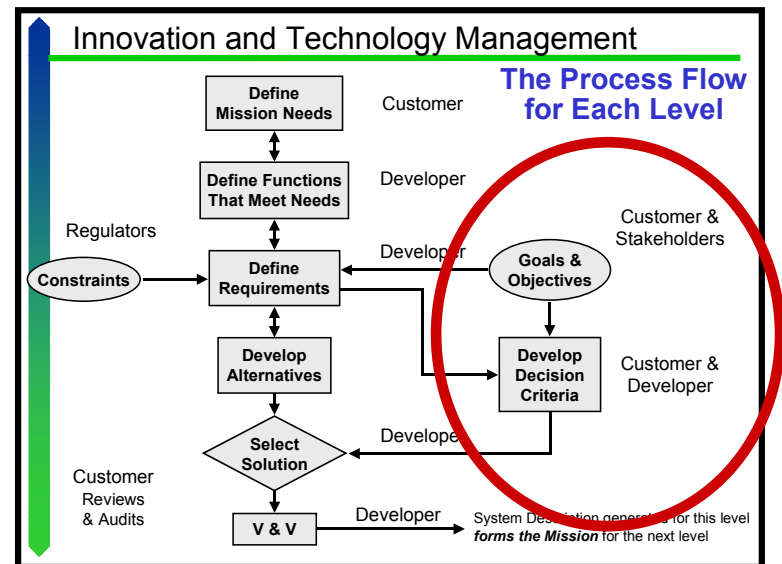 Innovation and Technology Management
The Process Flow
for Each Level
Define
Mission Needs
Customer
Define Functions
That Meet Needs
Developer
Regulators
Customer &
Stakeholders
Developer
Constraints
Define
Requirements
Goals &
Objectives
Develop
Alternatives
Develop
Decision
Criteria
Customer &
Developer
Select
Solution
Develope
Customer
Reviews
& Audits
V & V
Developer
System Description generated for this level
forms the Mission for the next level